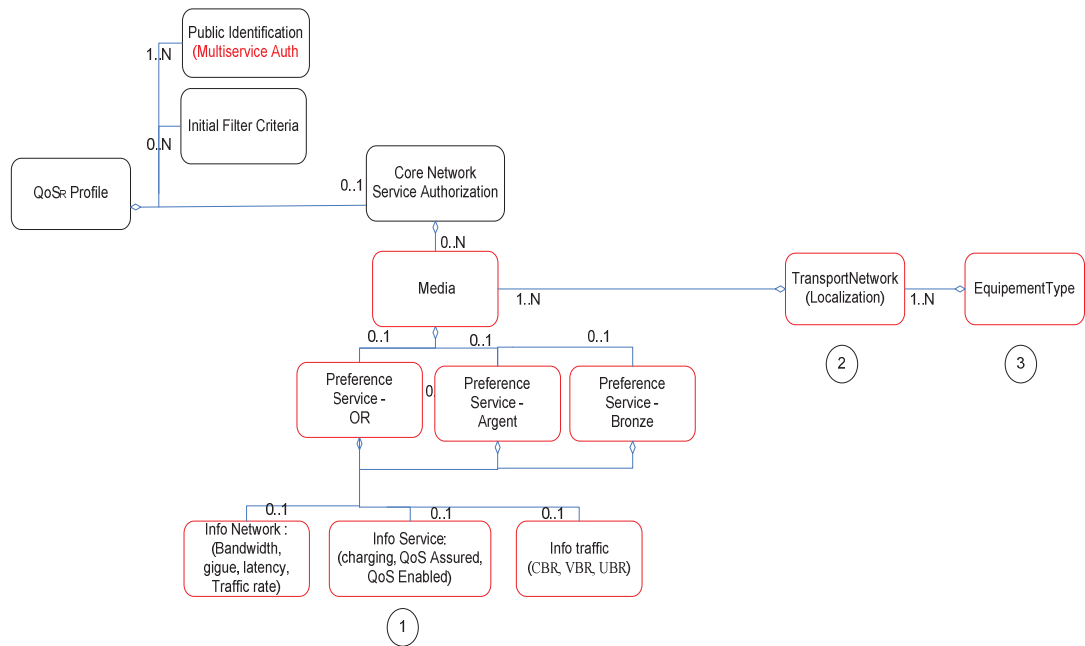 Public Identification
(Multiservice Auth
1..N
Initial Filter Criteria
0..N
QoSR Profile
0..1
Core Network
Service Authorization
0..N
Media
1..N
TransportNetwork
(Localization)
1..N
EquipementType
2
3
0..1
0..1
0..1
Preference
Service -
OR
0.
Preference
Service -
Argent
Preference
Service -
Bronze
0..1
0..1
0..1
Info Network :
(Bandwidth,
gigue, latency,
Traffic rate)
Info Service:
(charging, QoS Assured,
QoS Enabled)
Info traffic
(CBR, VBR, UBR)
1